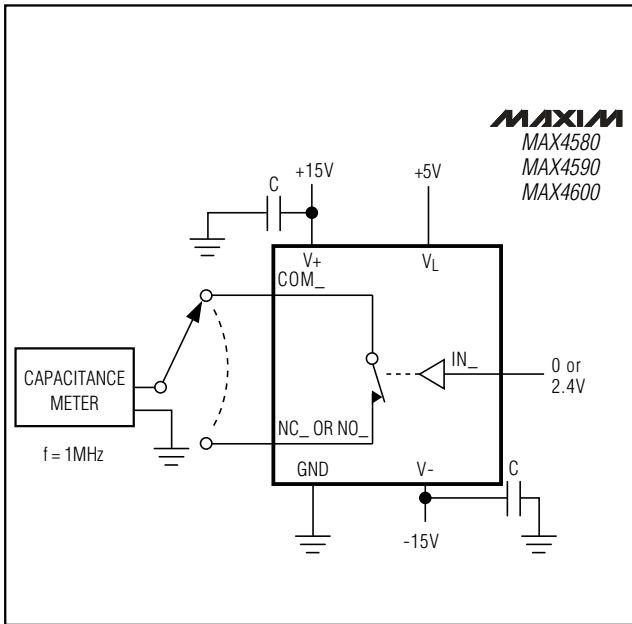 MAXIM
MAX4580
MAX4590
MAX4600
+15V
+5V
C
V+
VL
COM_
IN_
0 or
2.4V
CAPACITANCE
METER
f = 1MHz
NC_ OR NO_
GND
V-
C
-15V